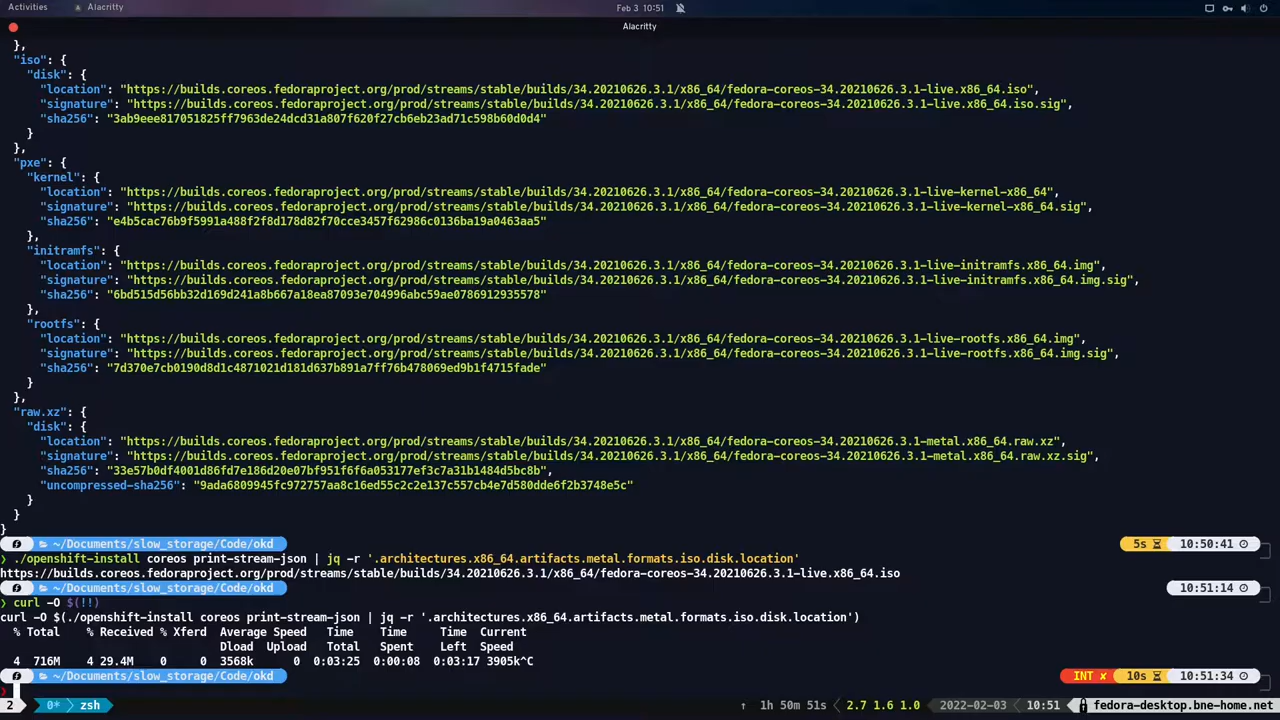 Activities Alacritty Feb 3 10:51
Alacritty
},
"iso": {
"disk": {
"location": "https://builds.coreos.fedoraproject.org/prod/streams/stable/builds/34.20210626.3.1/x86_64/fedora-coreos-34.20210626.3.1-live.x86_64.iso",
"signature": "https://builds.coreos.fedoraproject.org/prod/streams/stable/builds/34.20210626.3.1/x86_64/fedora-coreos-34.20210626.3.1-live.x86_64.iso.sig",
"sha256": "3ab9eee817051825ff7963de24dcd31a807f620f27cb6eb23ad71c598b60d0d4"
}
},
"pxe": {
"kernel": {
"location": "https://builds.coreos.fedoraproject.org/prod/streams/stable/builds/34.20210626.3.1/x86_64/fedora-coreos-34.20210626.3.1-live-kernel-x86_64",
"signature": "https://builds.coreos.fedoraproject.org/prod/streams/stable/builds/34.20210626.3.1/x86_64/fedora-coreos-34.20210626.3.1-live-kernel-x86_64.sig",
"sha256": "e4b5cac76b9f5991a488f2f8d178d82f70cce3457f62986c0136ba19a0463aa5"
},
"initramfs": {
"location": "https://builds.coreos.fedoraproject.org/prod/streams/stable/builds/34.20210626.3.1/x86_64/fedora-coreos-34.20210626.3.1-live-initramfs.x86_64.img",
"signature": "https://builds.coreos.fedoraproject.org/prod/streams/stable/builds/34.20210626.3.1/x86_64/fedora-coreos-34.20210626.3.1-live-initramfs.x86_64.img.sig",
"sha256": "6bd515d56bb32d169d241a8b667a18ea87093e704996abc59ae0786912935578"
},
"rootfs": {
"location": "https://builds.coreos.fedoraproject.org/prod/streams/stable/builds/34.20210626.3.1/x86_64/fedora-coreos-34.20210626.3.1-live-rootfs.x86_64.img",
"signature": "https://builds.coreos.fedoraproject.org/prod/streams/stable/builds/34.20210626.3.1/x86_64/fedora-coreos-34.20210626.3.1-live-rootfs.x86_64.img.sig",
"sha256": "7d370e7cb0190d8d1c4871021d181d637b891a7ff76b478069ed9b1f4715fade"
}
},
"raw.xz": {
"disk": {
"location": "https://builds.coreos.fedoraproject.org/prod/streams/stable/builds/34.20210626.3.1/x86_64/fedora-coreos-34.20210626.3.1-metal.x86_64.raw.xz",
"signature": "https://builds.coreos.fedoraproject.org/prod/streams/stable/builds/34.20210626.3.1/x86_64/fedora-coreos-34.20210626.3.1-metal.x86_64.raw.xz.sig",
"sha256": "33e57b0df4001d86fd7e186d20e07bf951f6f6a053177ef3c7a31b1484d5bc8b",
"uncompressed-sha256": "9ada6809945fc972757aa8c16ed55c2c2e137c557cb4e7d580dde6f2b3748e5c"
}
}
}
~/Documents/slow_storage/Code/okd 5s 10:50:41
❯ ./openshift-install coreos print-stream-json | jq -r '.architectures.x86_64.artifacts.metal.formats.iso.disk.location'
https://builds.coreos.fedoraproject.org/prod/streams/stable/builds/34.20210626.3.1/x86_64/fedora-coreos-34.20210626.3.1-live.x86_64.iso
~/Documents/slow_storage/Code/okd 10:51:14
❯ curl -O $(!!)
curl -O $(./openshift-install coreos print-stream-json | jq -r '.architectures.x86_64.artifacts.metal.formats.iso.disk.location')
% Total % Received % Xferd Average Speed Time Time Time Current
Dload Upload Total Spent Left Speed
4 716M 4 29.4M 0 0 3568k 0 0:03:25 0:00:08 0:03:17 3905k^C
~/Documents/slow_storage/Code/okd INT ✘ 10s 10:51:34
❯
2 0* zsh ↑ 1h 50m 51s 2.7 1.6 1.0 2022-02-03 10:51 fedora-desktop.bne-home.net